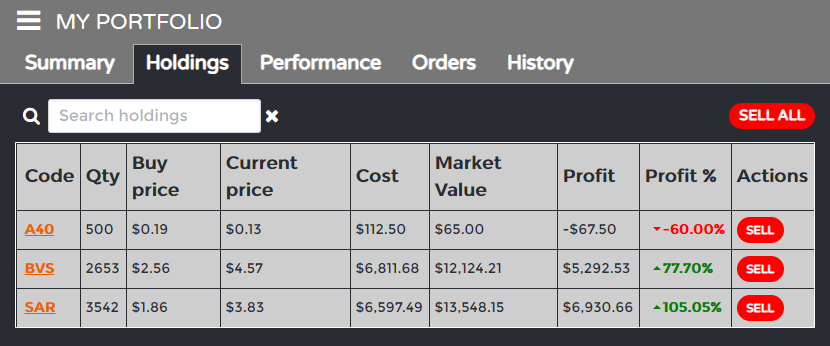 MY PORTFOLIO
Summary Holdings Performance Orders History
Search holdings SELL ALL
Code Qty Buy price Current price Cost Market Value Profit Profit % Actions
A40 500 $0.19 $0.13 $112.50 $65.00 -$67.50 -60.00% SELL
BVS 2653 $2.56 $4.57 $6,811.68 $12,124.21 $5,292.53 77.70% SELL
SAR 3542 $1.86 $3.83 $6,597.49 $13,548.15 $6,930.66 105.05% SELL